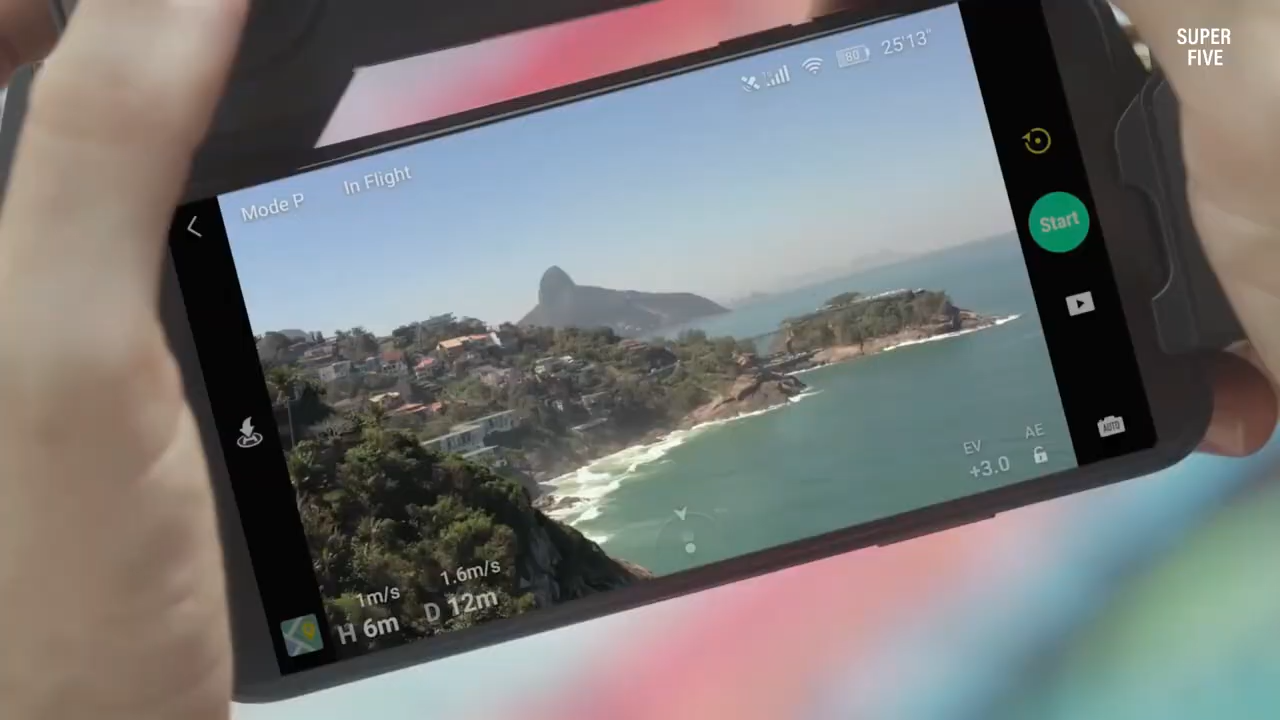 SUPER
FIVE
80
25'13"
Mode P
In Flight
Start
AUTO
EV
+3.0
AE
1m/s
1.6m/s
H 6m
D 12m